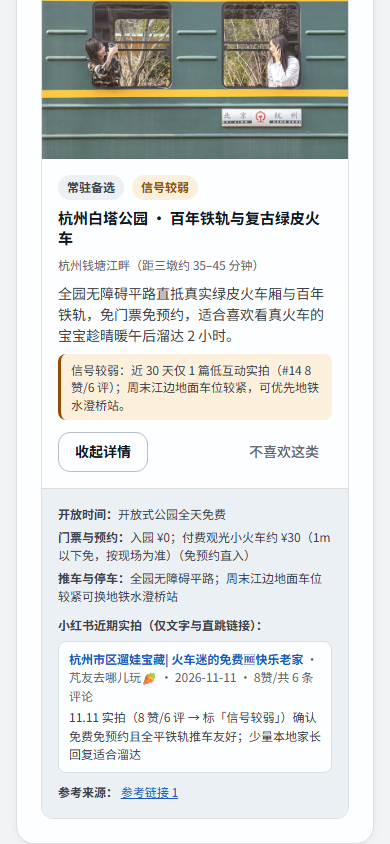 北京 杭州
常驻备选 信号较弱
杭州白塔公园 · 百年铁轨与复古绿皮火
车
杭州钱塘江畔（距三墩约 35–45 分钟）
全园无障碍平路直抵真实绿皮火车厢与百年
铁轨，免门票免预约，适合喜欢看真火车的
宝宝趁晴暖午后溜达 2 小时。
信号较弱：近 30 天仅 1 篇低互动实拍（#14 8
赞/6 评）；周末江边地面车位较紧，可优先地铁
水澄桥站。
收起详情 不喜欢这类
开放时间：开放式公园全天免费
门票与预约：入园 ¥0；付费观光小火车约 ¥30（1m
以下免，按现场为准）（免预约直入）
推车与停车：全园无障碍平路；周末江边地面车位
较紧可换地铁水澄桥站
小红书近期实拍（仅文字与直跳链接）：
杭州市区遛娃宝藏| 火车迷的免费🆓快乐老家 ·
芃友去哪儿玩🥕 · 2026-11-11 · 8赞/共 6 条
评论
11.11 实拍（8 赞/6 评 → 标「信号较弱」）确认
免费免预约且全平铁轨推车友好；少量本地家长
回复适合溜达
参考来源： 参考链接 1